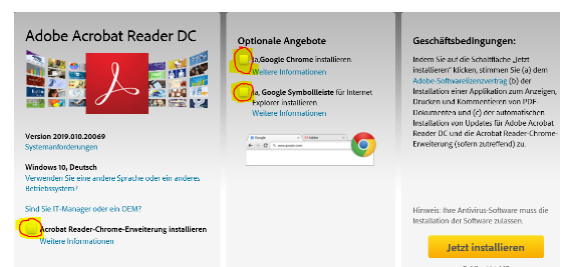 Adobe Acrobat Reader DC
Version 2019.010.20069
Systemanforderungen
Windows 10, Deutsch
Verwenden Sie eine andere Sprache oder ein anderes
Betriebssystem?
Sind Sie IT-Manager oder ein OEM?
Acrobat Reader-Chrome-Erweiterung installieren
Weitere Informationen
Optionale Angebote
Ja, Google Chrome installieren
Weitere Informationen
Ja, Google Symbolleiste für Internet
Explorer installieren
Weitere Informationen
Google
www.google.com
Geschäftsbedingungen:
Indem Sie auf die Schaltfläche „Jetzt
installieren" klicken, stimmen Sie (a) dem
Adobe-Softwarelizenzvertrag (b) der
Installation einer Applikation zum Anzeigen,
Drucken und Kommentieren von PDF-
Dokumenten und (c) der automatischen
Installation von Updates für Adobe Acrobat
Reader DC und die Acrobat Reader-Chrome-
Erweiterung (sofern zutreffend) zu.
Hinweis: Ihre Antivirus-Software muss die
Installation der Software zulassen.
Jetzt installieren